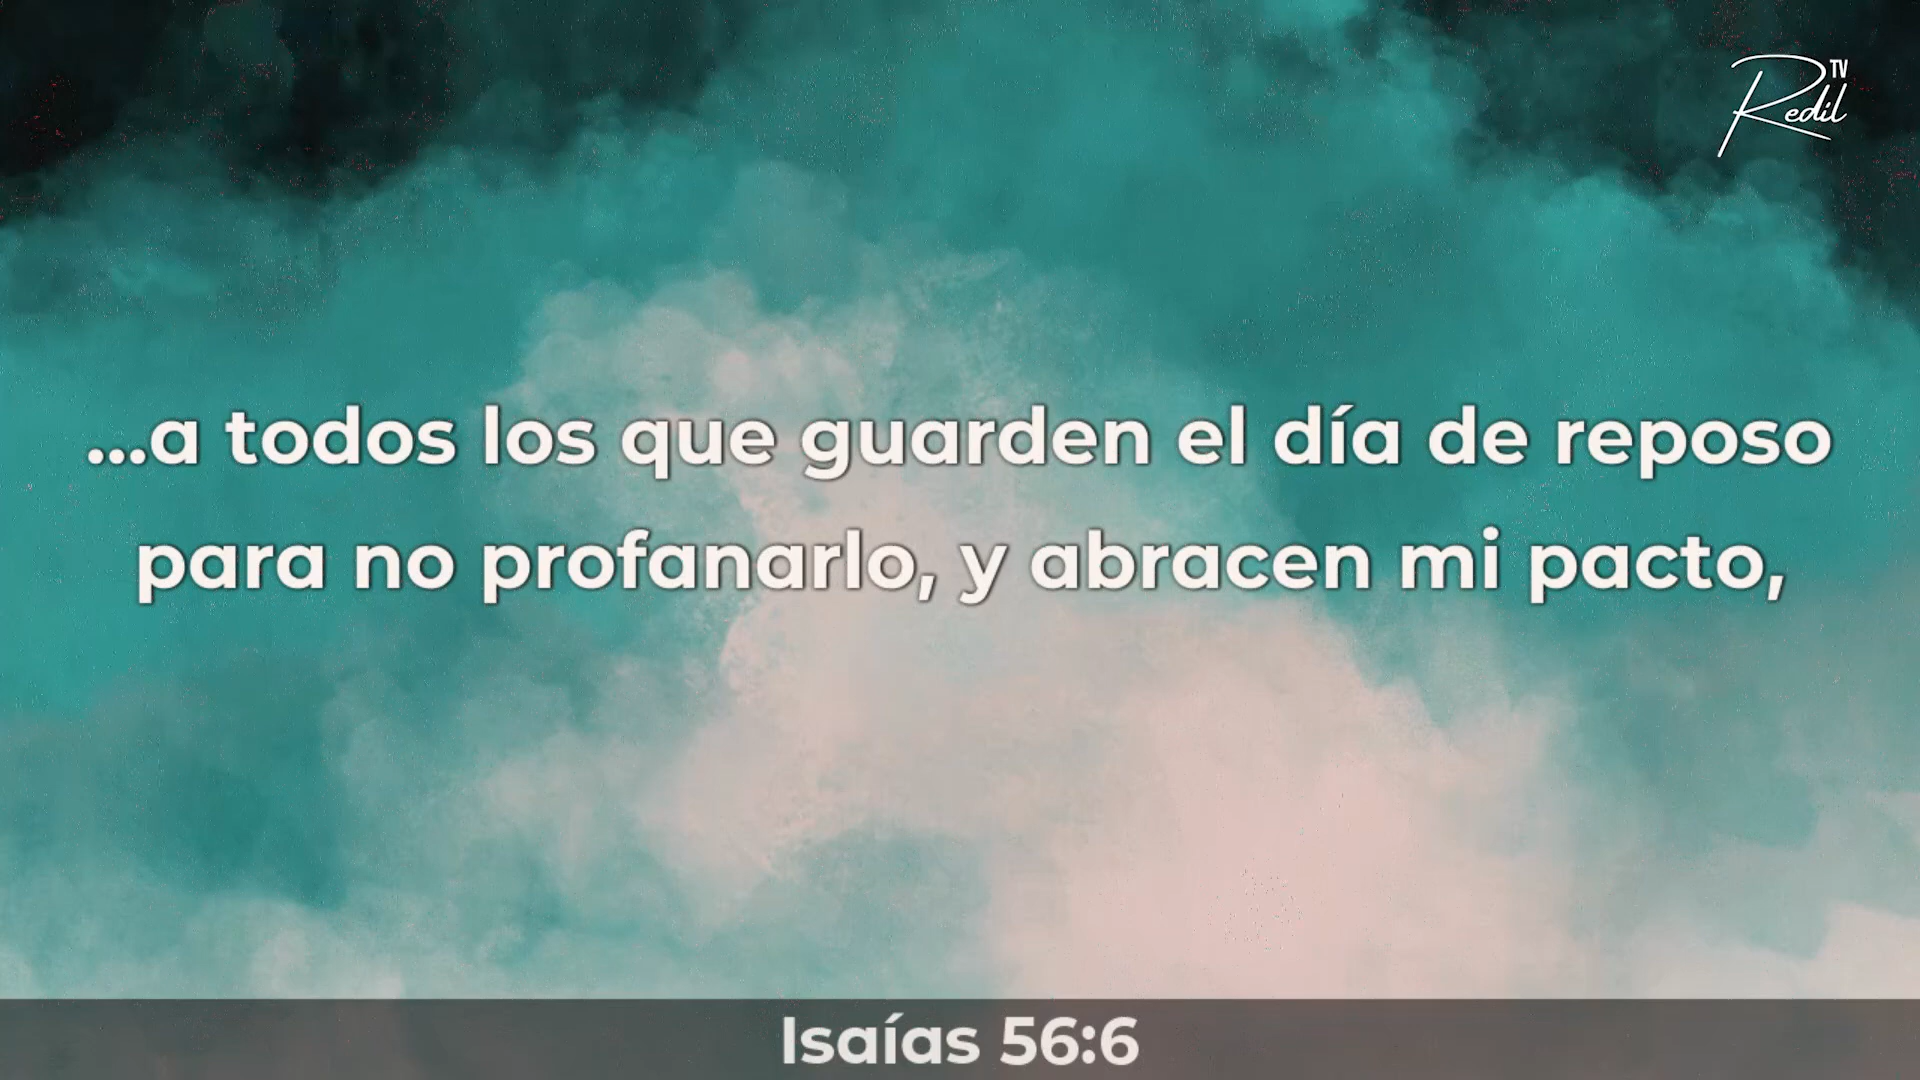 TV
Redil
...a todos los que guarden el día de reposo
para no profanarlo, y abracen mi pacto,
Isaías 56:6